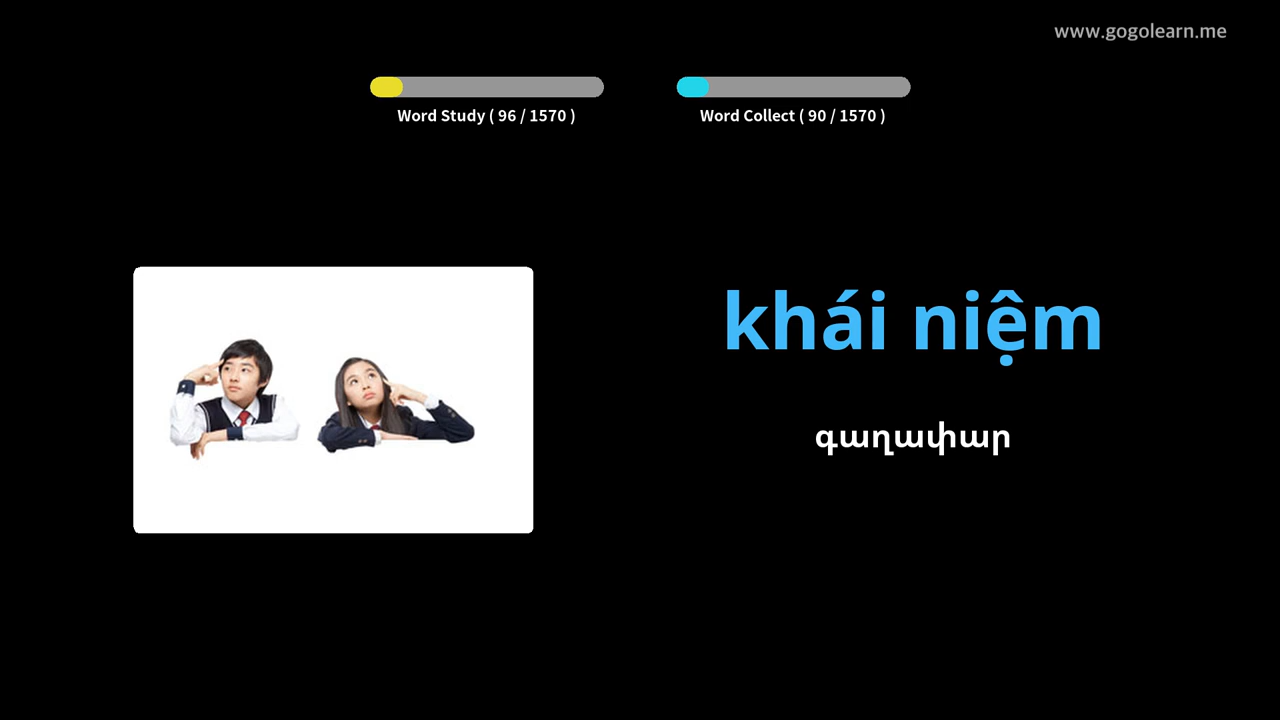 www.gogolearn.me
Word Study ( 96 / 1570 )
Word Collect ( 90 / 1570 )
khái niệm
գաղափար